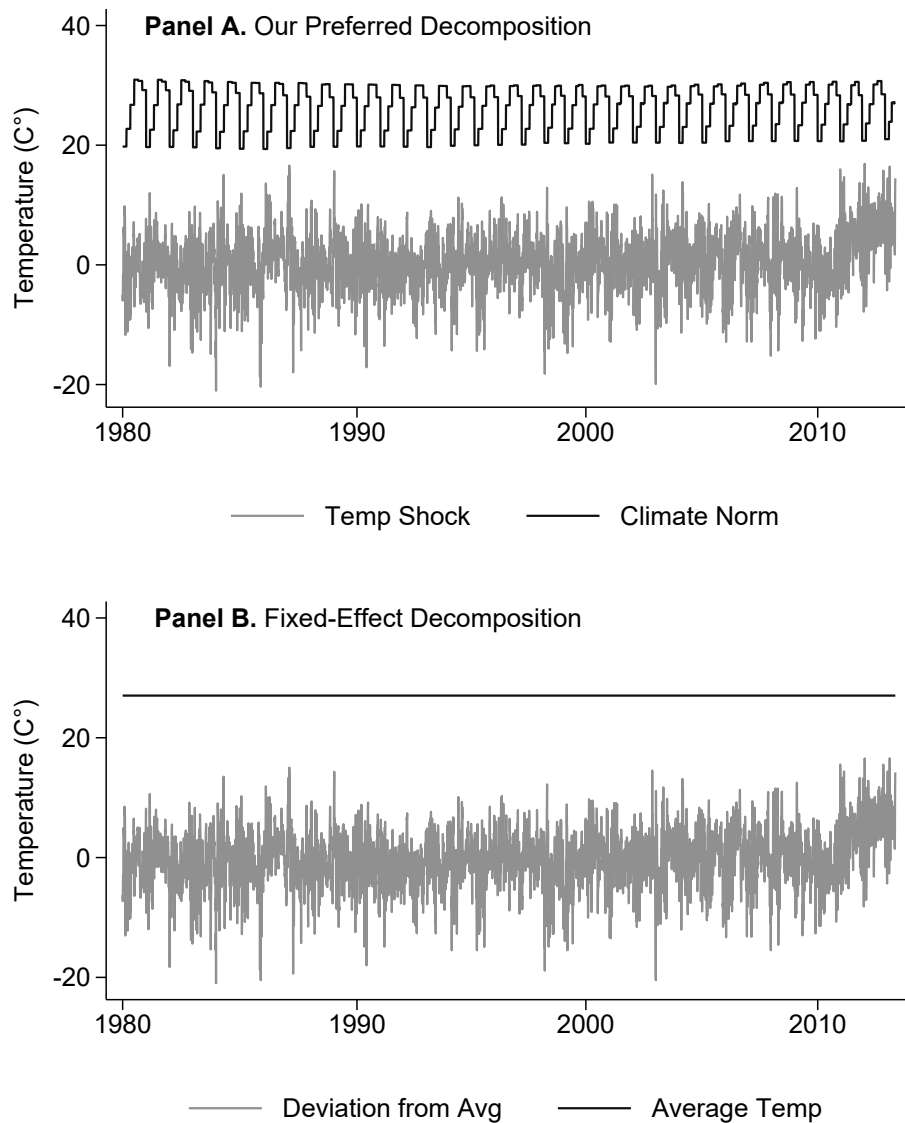 Panel A. Our Preferred Decomposition
Temperature (C°)
40
20
0
-20
1980 1990 2000 2010
Temp Shock Climate Norm
Panel B. Fixed-Effect Decomposition
Temperature (C°)
40
20
0
-20
1980 1990 2000 2010
Deviation from Avg Average Temp